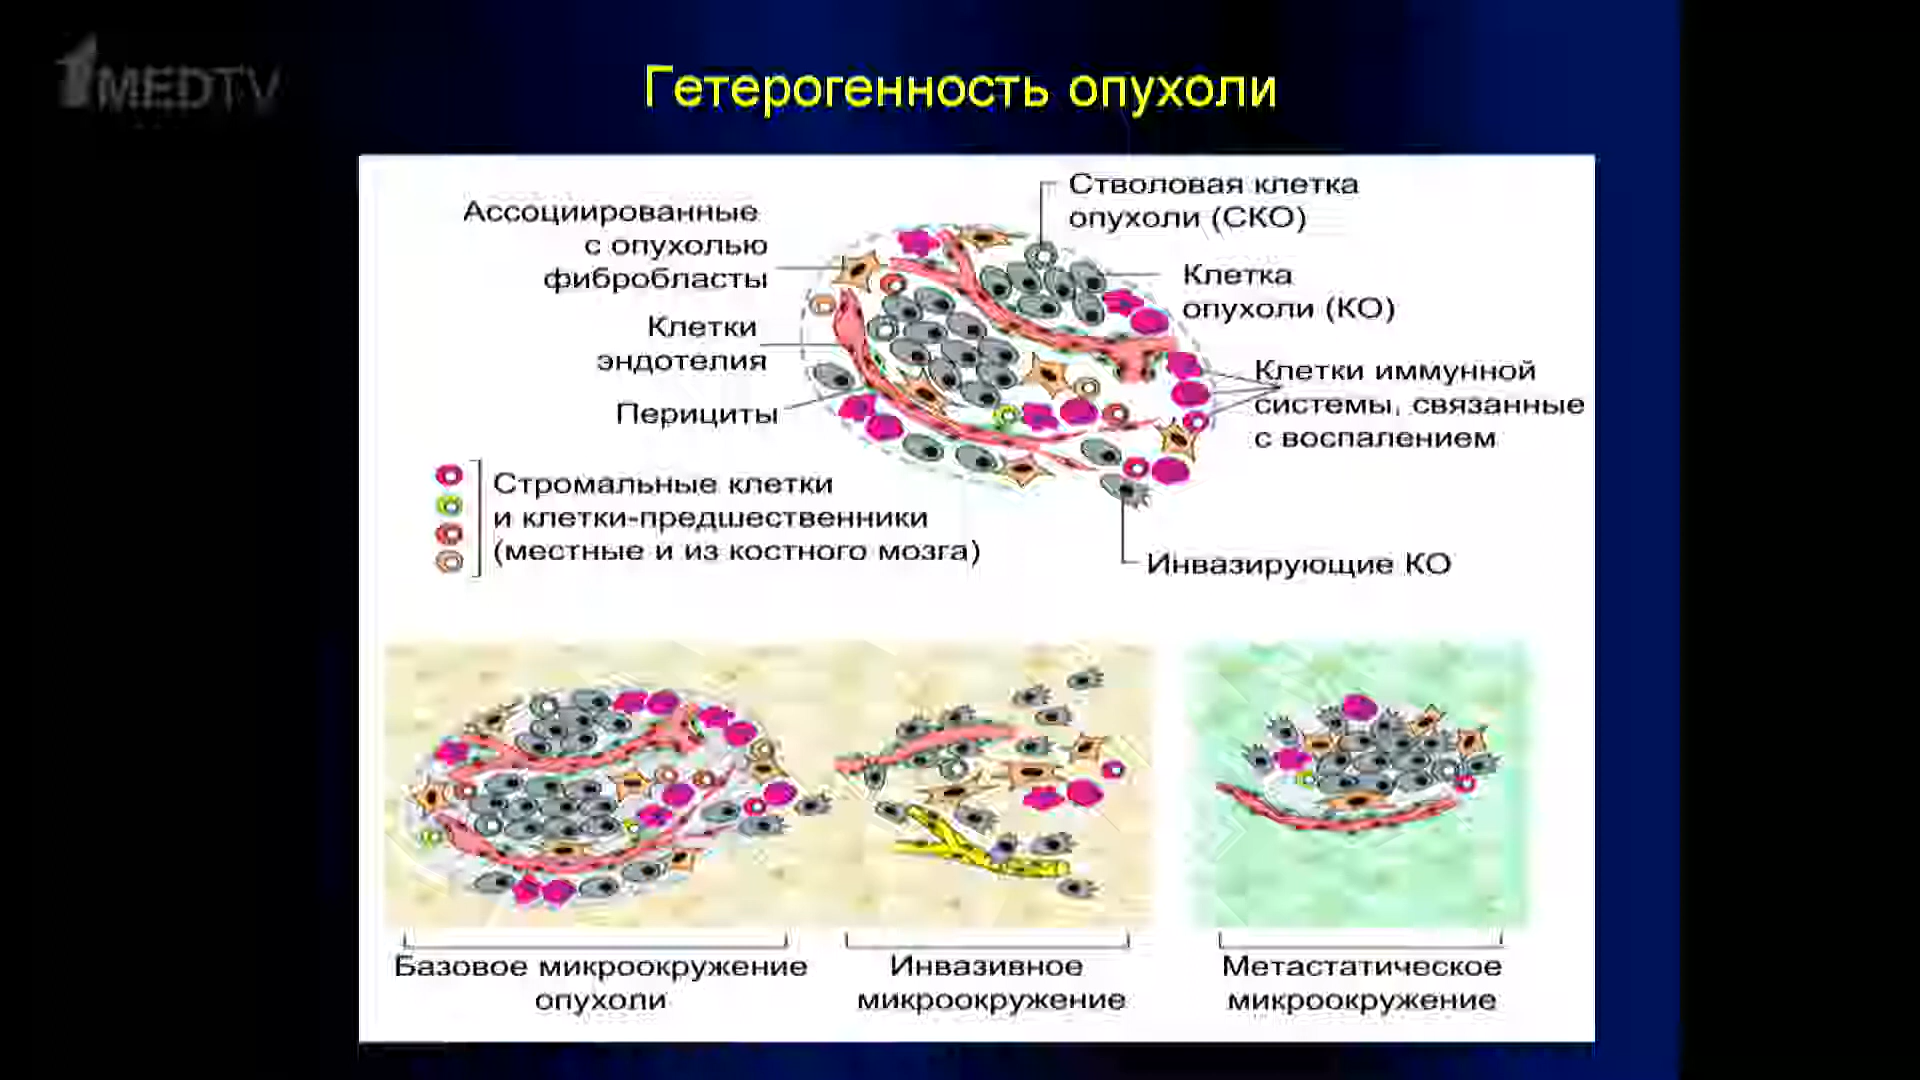 1MEDTV
Гетерогенность опухоли
Ассоциированные
с опухолью
фибробласты
Клетки
эндотелия
Перициты
Стволовая клетка
опухоли (СКО)
Клетка
опухоли (КО)
Клетки иммунной
системы, связанные
с воспалением
Стромальные клетки
и клетки-предшественники
(местные и из костного мозга)
Инвазирующие КО
Базовое микроокружение
опухоли
Инвазивное
микроокружение
Метастатическое
микроокружение